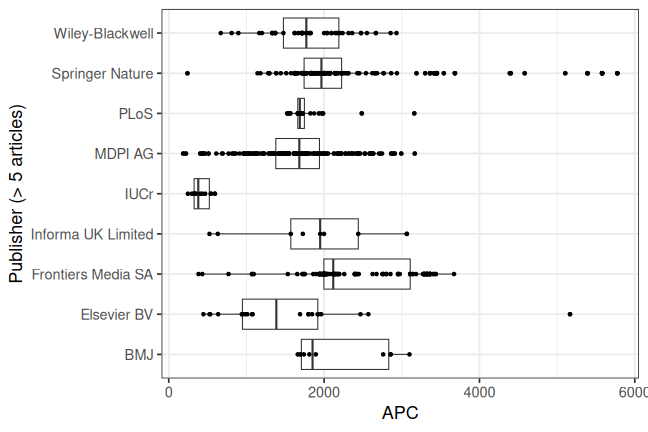 Publisher (> 5 articles)
Wiley-Blackwell
Springer Nature
PLoS
MDPI AG
IUCr
Informa UK Limited
Frontiers Media SA
Elsevier BV
BMJ
0 2000 4000 6000
APC